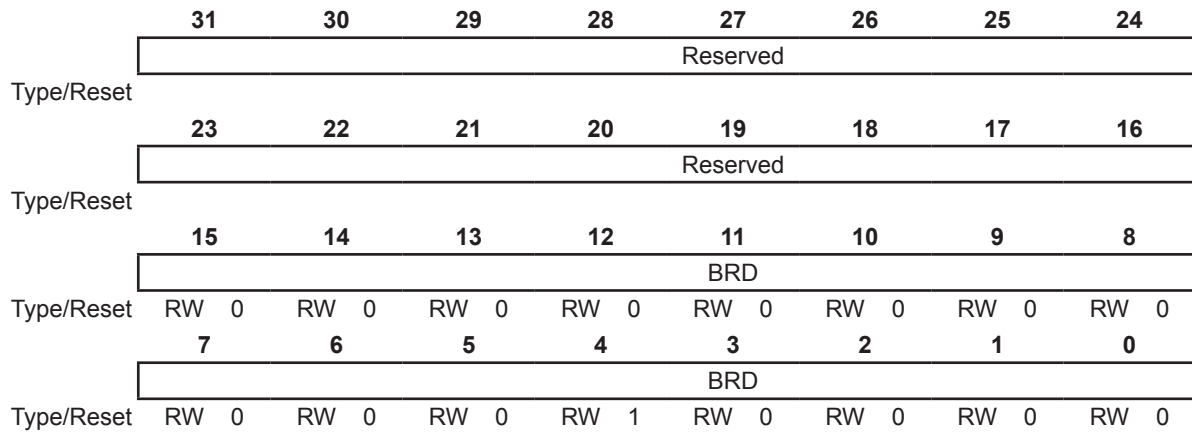 31 30 29 28 27 26 25 24
Reserved
Type/Reset
23 22 21 20 19 18 17 16
Reserved
Type/Reset
15 14 13 12 11 10 9 8
BRD
Type/Reset RW 0 RW 0 RW 0 RW 0 RW 0 RW 0 RW 0 RW 0
7 6 5 4 3 2 1 0
BRD
Type/Reset RW 0 RW 0 RW 0 RW 1 RW 0 RW 0 RW 0 RW 0